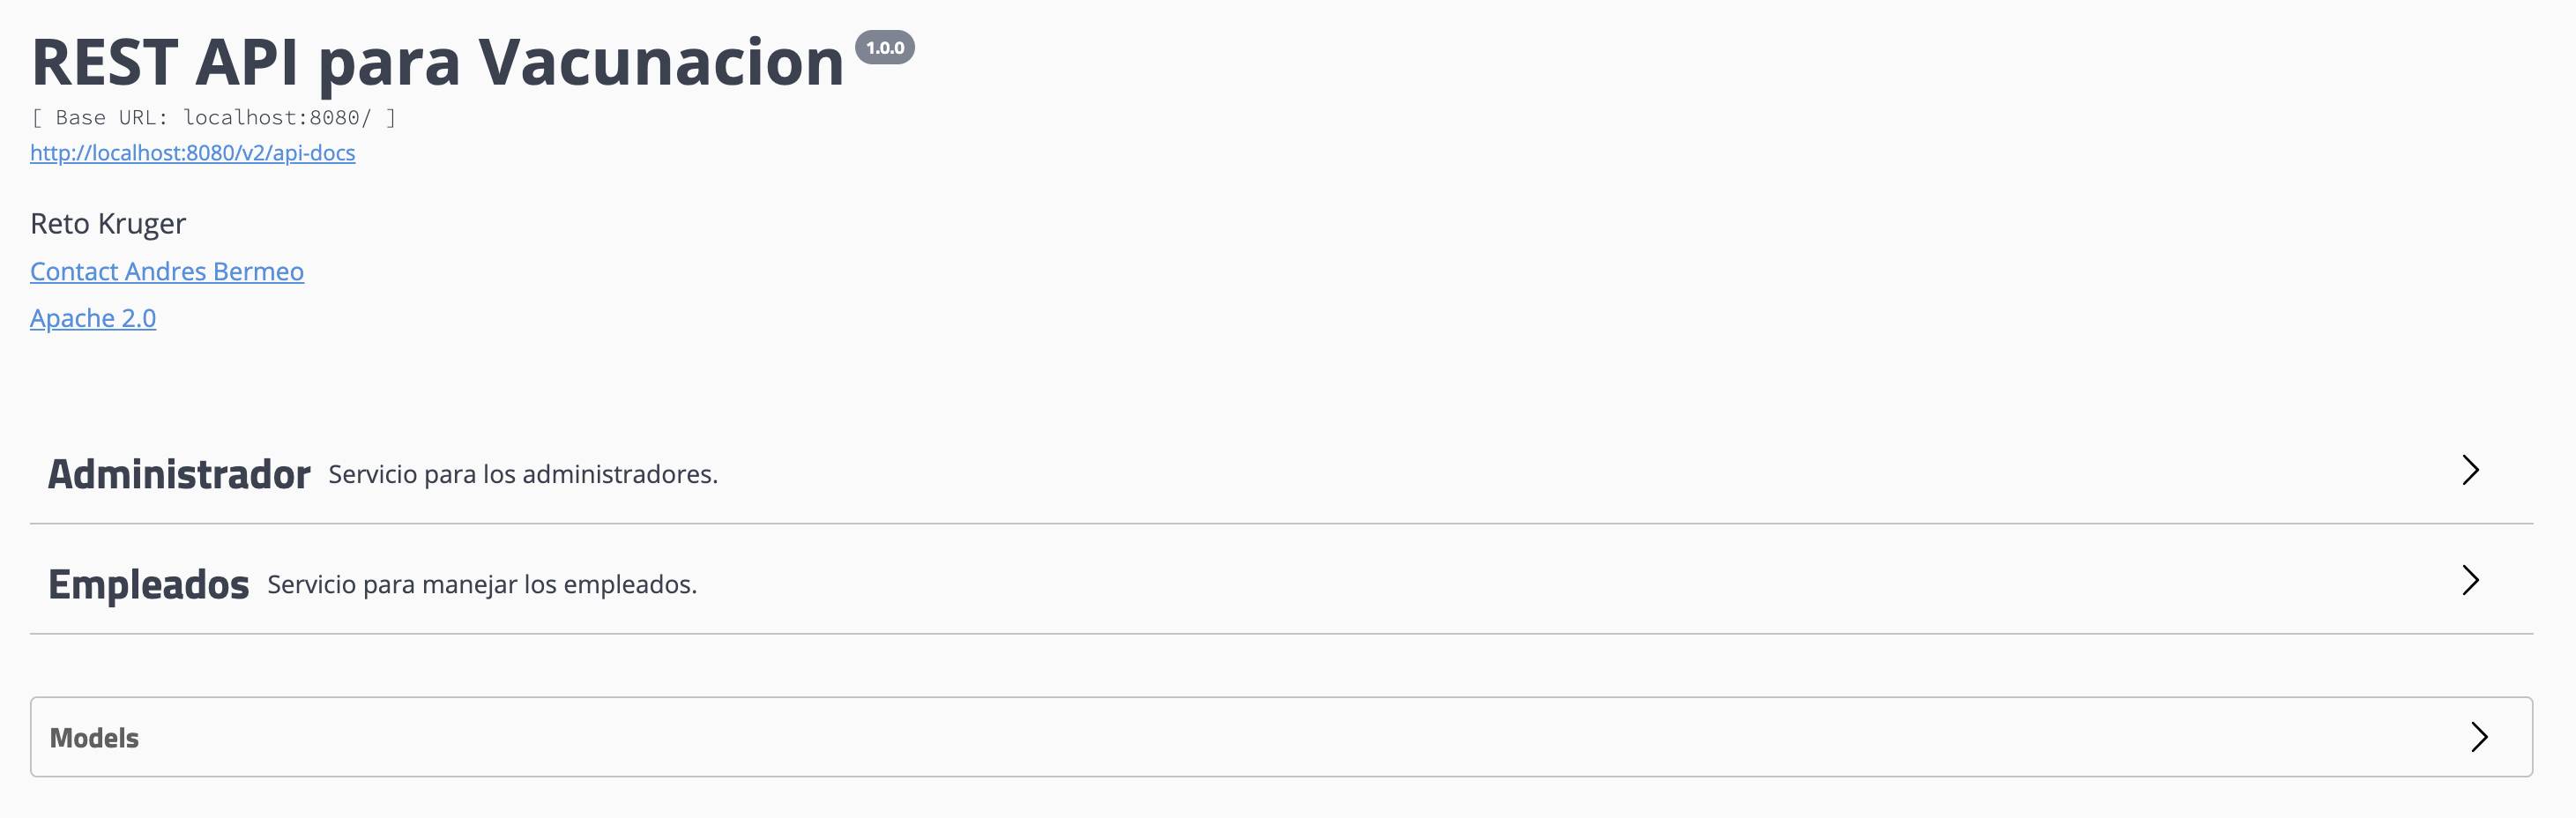 REST API para Vacunacion 1.0.0
[ Base URL: localhost:8080/ ]
http://localhost:8080/v2/api-docs
Reto Kruger
Contact Andres Bermeo
Apache 2.0
Administrador Servicio para los administradores.
Empleados Servicio para manejar los empleados.
Models